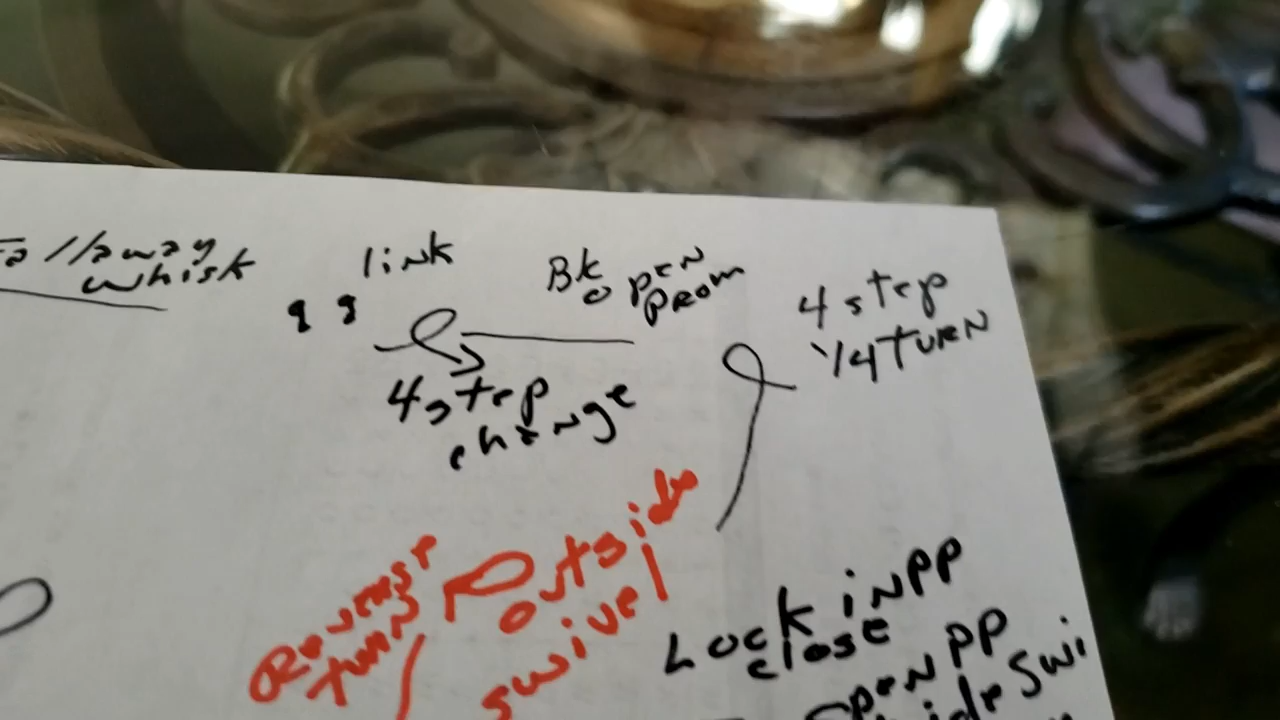 Fallaway
whisk
link
q q
Bk open
prom
4 step
change
4 step
1/4 TURN
Reverse
turn
outside
swivel
Lock in PP
close
open PP